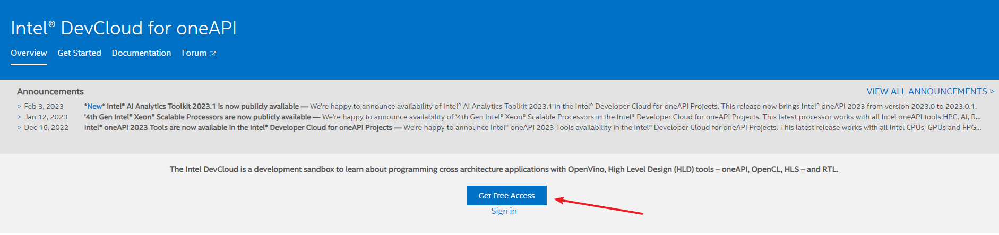 Intel® DevCloud for oneAPI
Overview Get Started Documentation Forum
Announcements VIEW ALL ANNOUNCEMENTS >
> Feb 3, 2023 *New* Intel® AI Analytics Toolkit 2023.1 is now publicly available — We're happy to announce availability of Intel® AI Analytics Toolkit 2023.1 in the Intel® Developer Cloud for oneAPI Projects. This release now brings Intel® oneAPI 2023 from version 2023.0 to 2023.0.1.
> Jan 12, 2023 '4th Gen Intel® Xeon® Scalable Processors are now publicly available — We're happy to announce availability of '4th Gen Intel® Xeon® Scalable Processors in the Intel® Developer Cloud for oneAPI Projects. This latest processor works with all Intel oneAPI tools HPC, AI, R...
> Dec 16, 2022 Intel® oneAPI 2023 Tools are now available in the Intel® Developer Cloud for oneAPI Projects — We're happy to announce Intel® oneAPI 2023 Tools availability in the Intel® Developer Cloud for oneAPI Projects. This latest release works with all Intel CPUs, GPUs and FPG...
The Intel DevCloud is a development sandbox to learn about programming cross architecture applications with OpenVino, High Level Design (HLD) tools – oneAPI, OpenCL, HLS – and RTL.
Get Free Access
Sign in